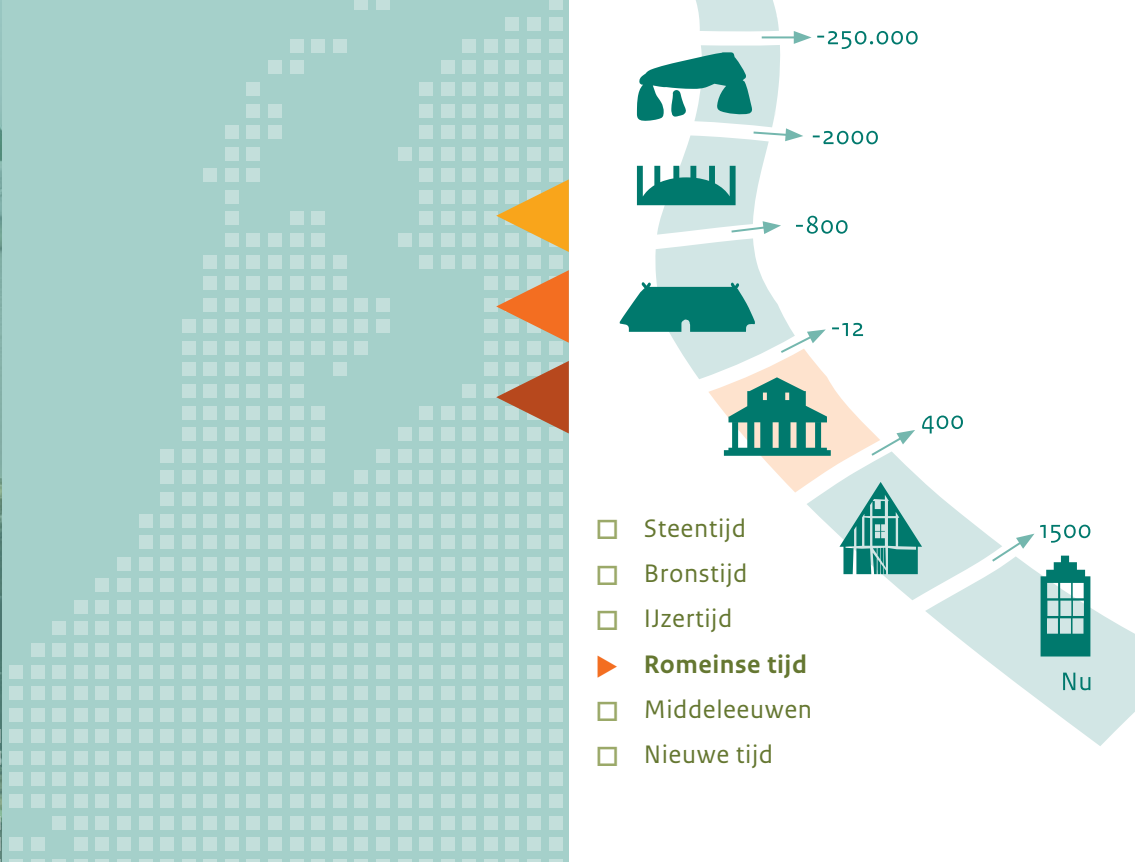 -250.000
-2000
-800
-12
400
1500
Nu
Steentijd
Bronstijd
IJzertijd
Romeinse tijd
Middeleeuwen
Nieuwe tijd